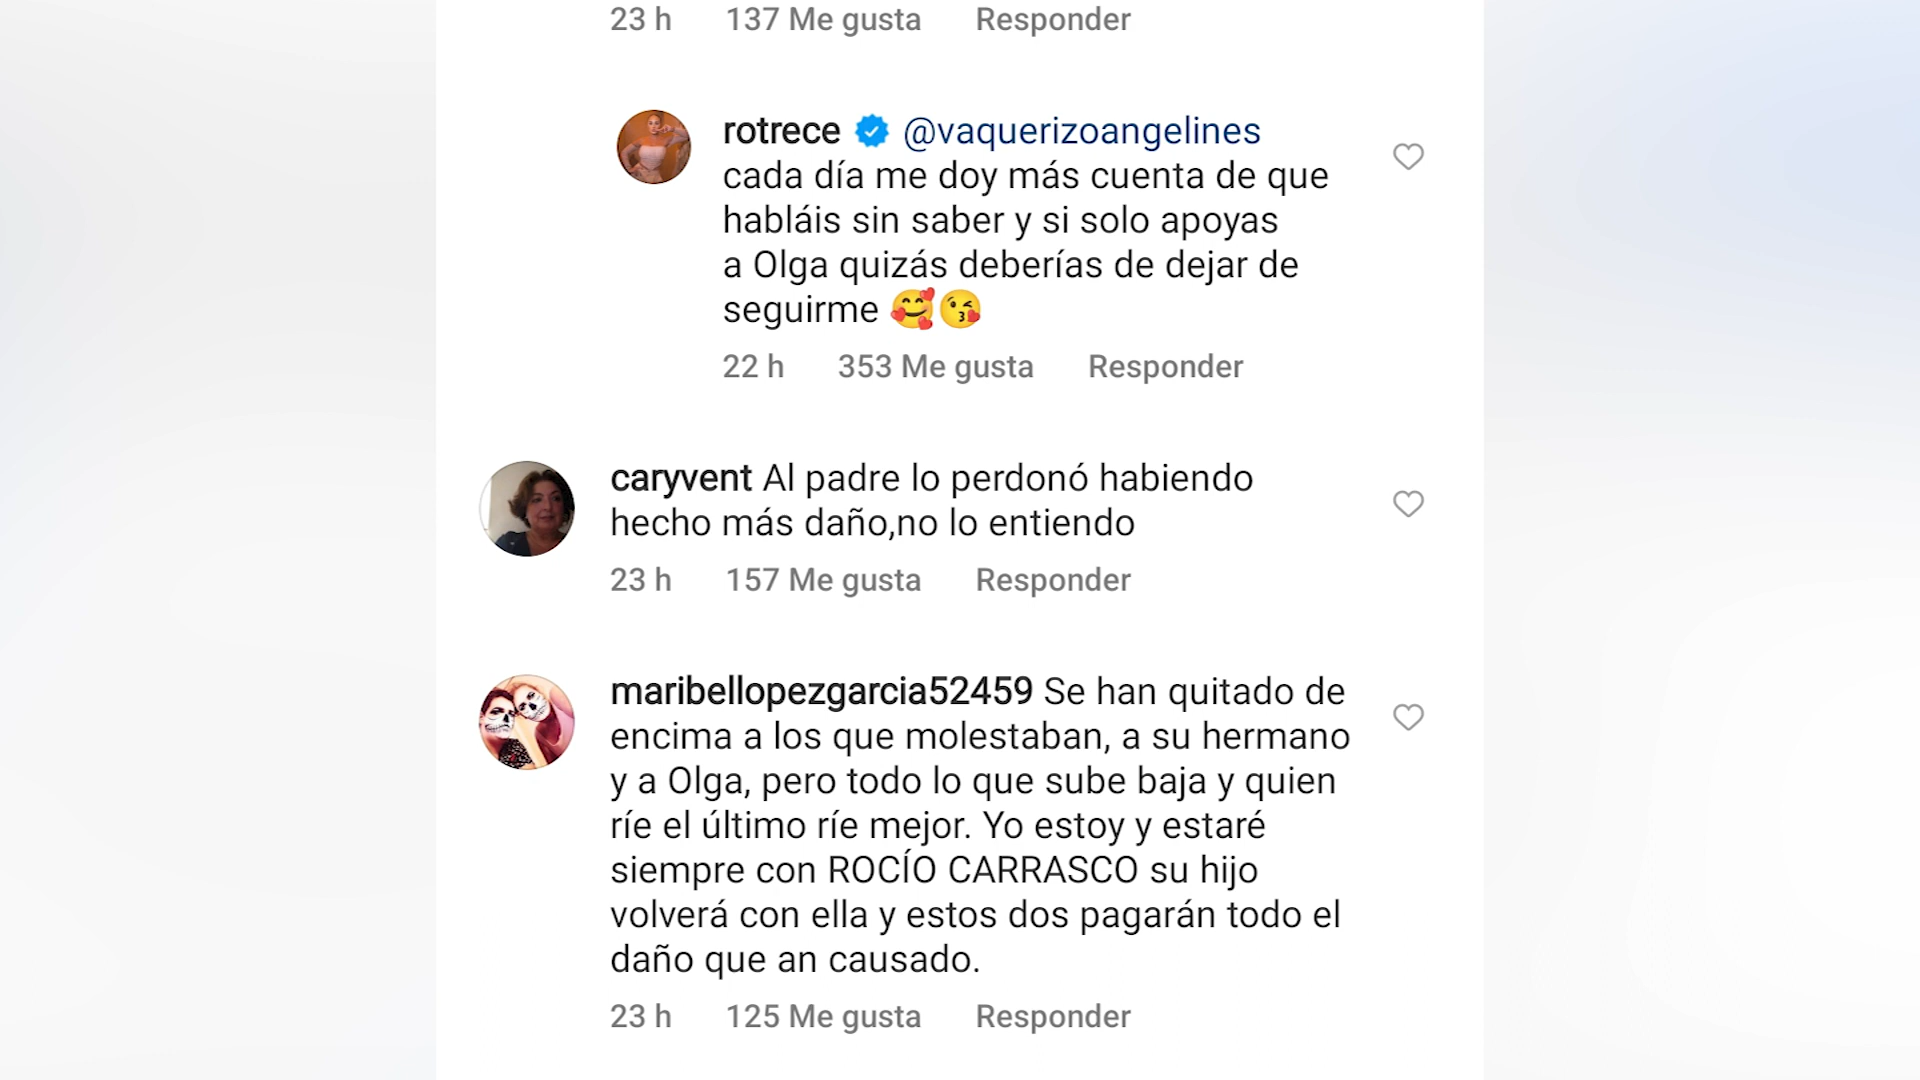 23 h 137 Me gusta Responder
rotrece @vaquerizoangelines
cada día me doy más cuenta de que
habláis sin saber y si solo apoyas
a Olga quizás deberías de dejar de
seguirme 🥰😘
22 h 353 Me gusta Responder
caryvent Al padre lo perdonó habiendo
hecho más daño,no lo entiendo
23 h 157 Me gusta Responder
maribellopezgarcia52459 Se han quitado de
encima a los que molestaban, a su hermano
y a Olga, pero todo lo que sube baja y quien
ríe el último ríe mejor. Yo estoy y estaré
siempre con ROCÍO CARRASCO su hijo
volverá con ella y estos dos pagarán todo el
daño que an causado.
23 h 125 Me gusta Responder